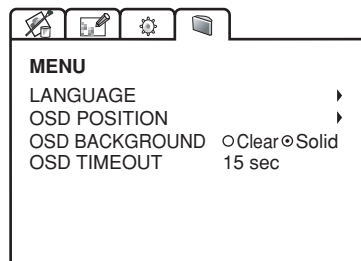 MENU
LANGUAGE
OSD POSITION
OSD BACKGROUND Clear Solid
OSD TIMEOUT 15 sec